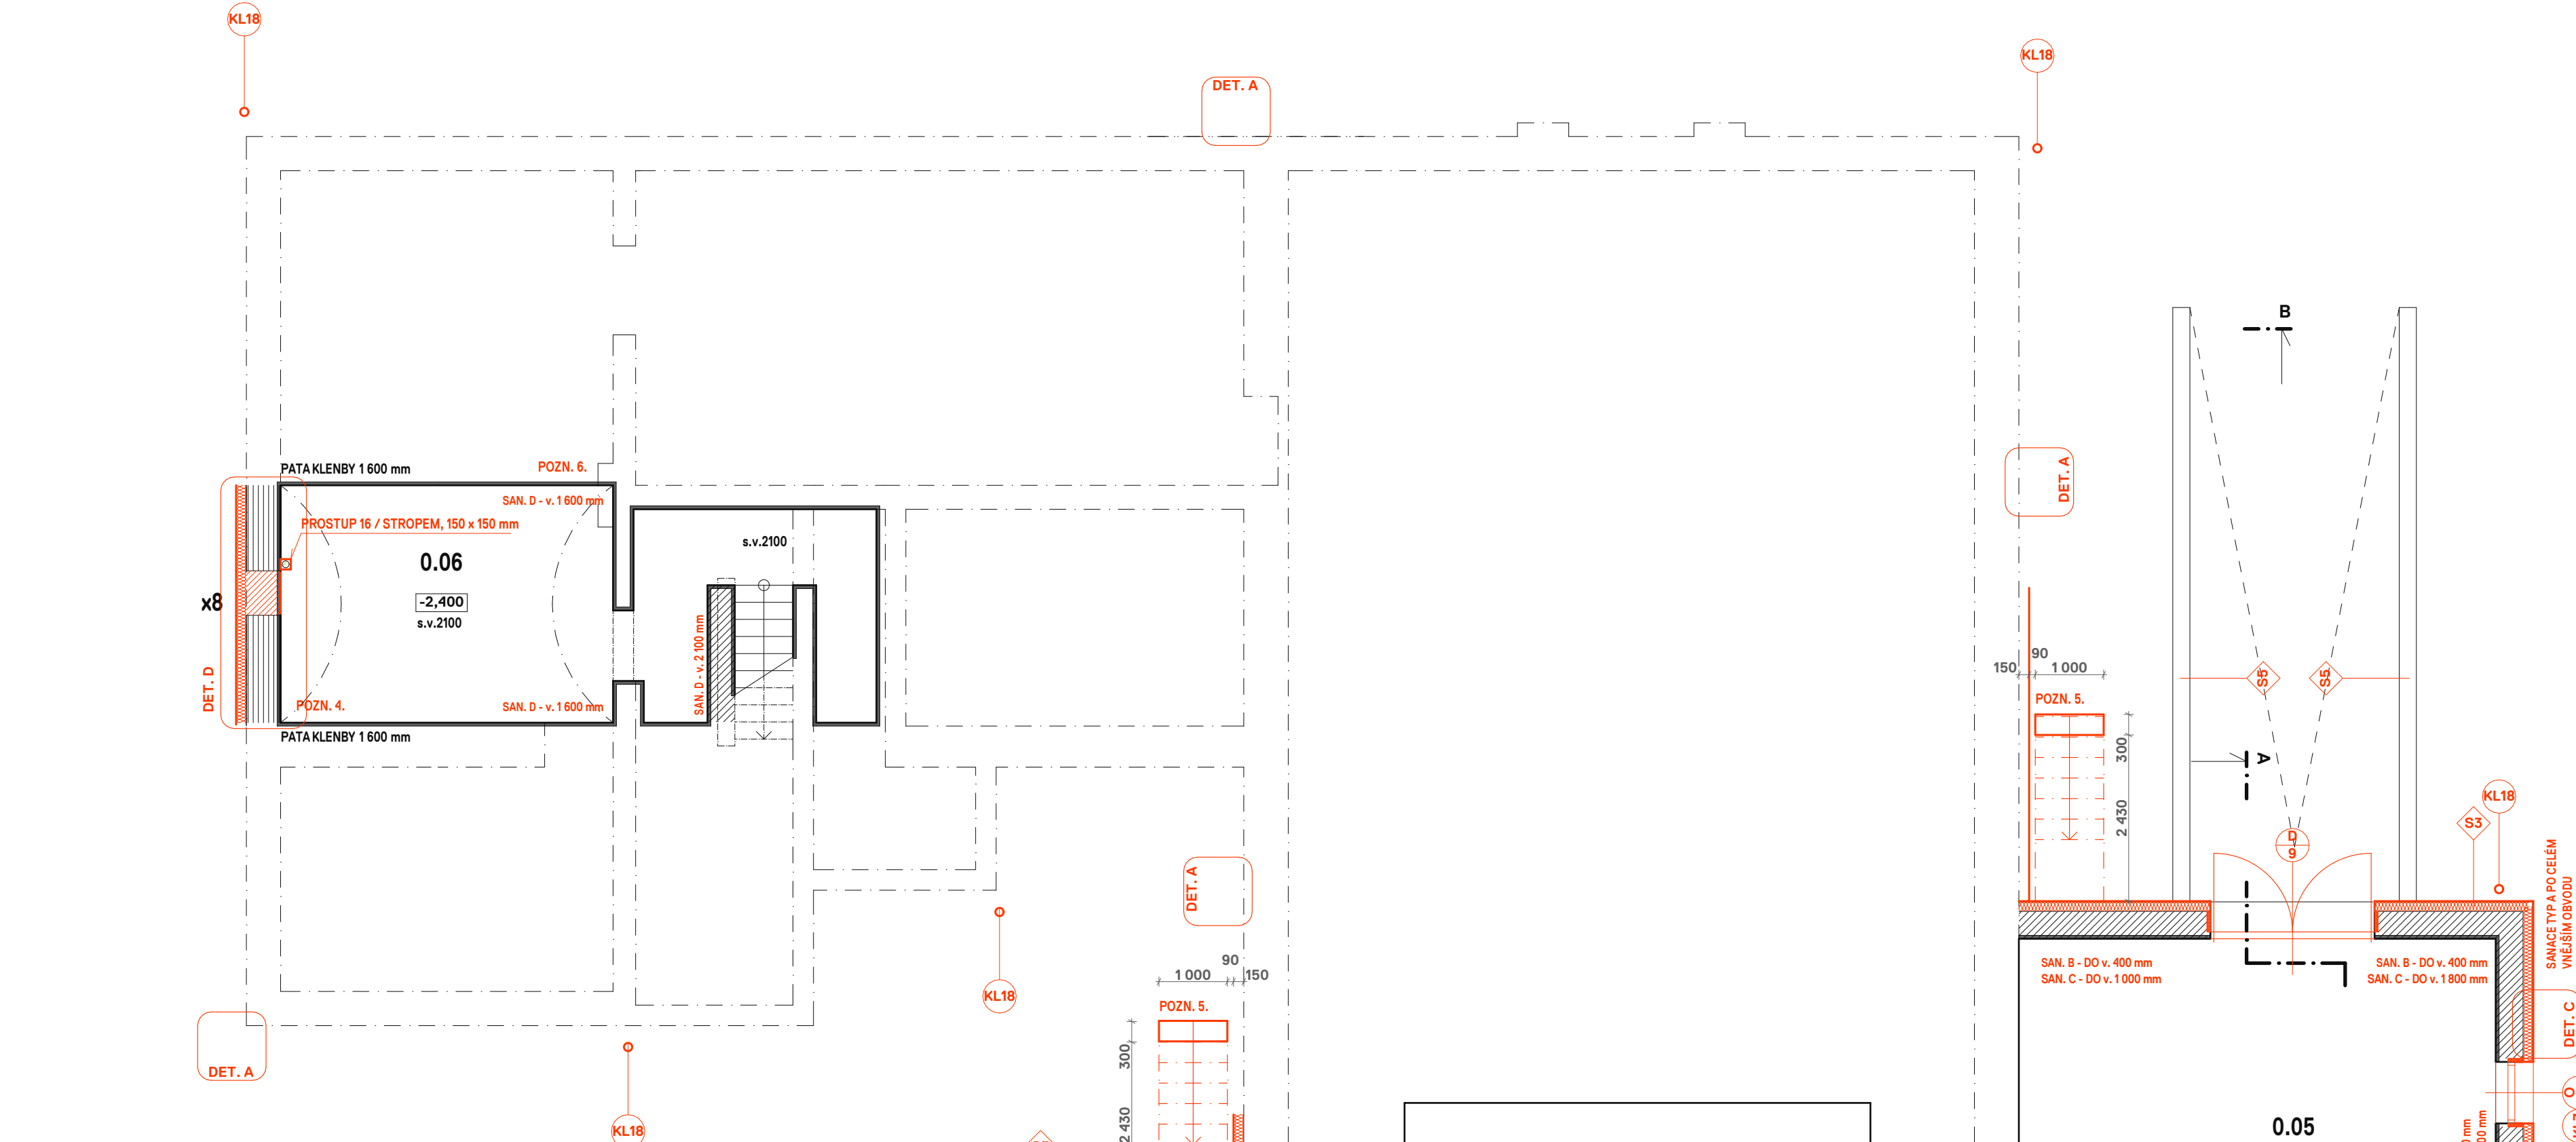 KL18
KL18
DET. A
B
PATA KLENBY 1 600 mm
POZN. 6.
SAN. D - v. 1 600 mm
PROSTUP 16 / STROPEM, 150 x 150 mm
0.06
-2,400
s.v.2100
x8
DET. D
POZN. 4.
SAN. D - v. 1 600 mm
PATA KLENBY 1 600 mm
s.v.2100
SAN. D - v. 2 100 mm
DET. A
150
90
1 000
POZN. 5.
300
2 430
S5
S5
A
D
9
S3
KL18
SANACE TYP A PO CELÉM
VNĚJŠÍM OBVODU
SAN. B - DO v. 400 mm
SAN. C - DO v. 1 000 mm
SAN. B - DO v. 400 mm
SAN. C - DO v. 1 800 mm
DET. C
O
0.05
DET. A
KL18
90
1 000
150
POZN. 5.
300
2 430
DET. A
KL18